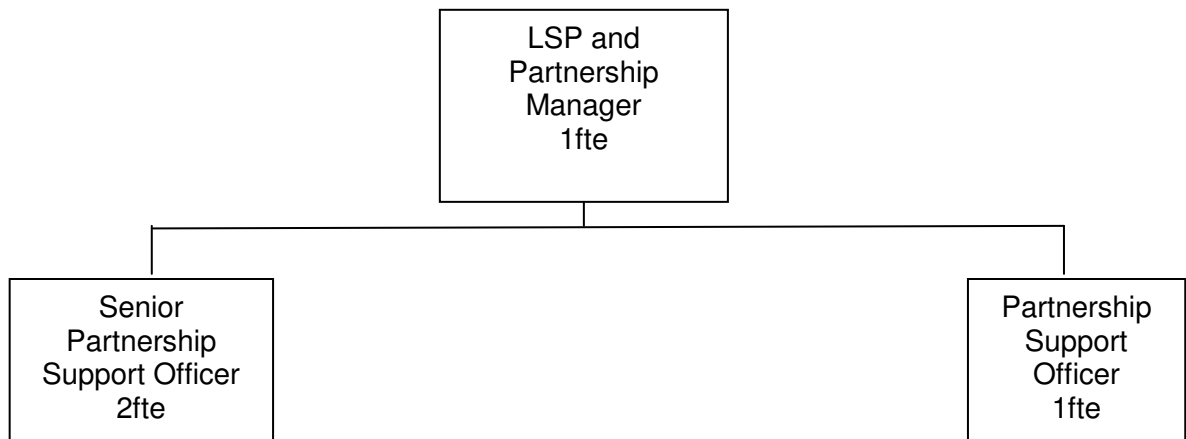 LSP and
Partnership
Manager
1fte
Senior
Partnership
Support Officer
2fte
Partnership
Support
Officer
1fte